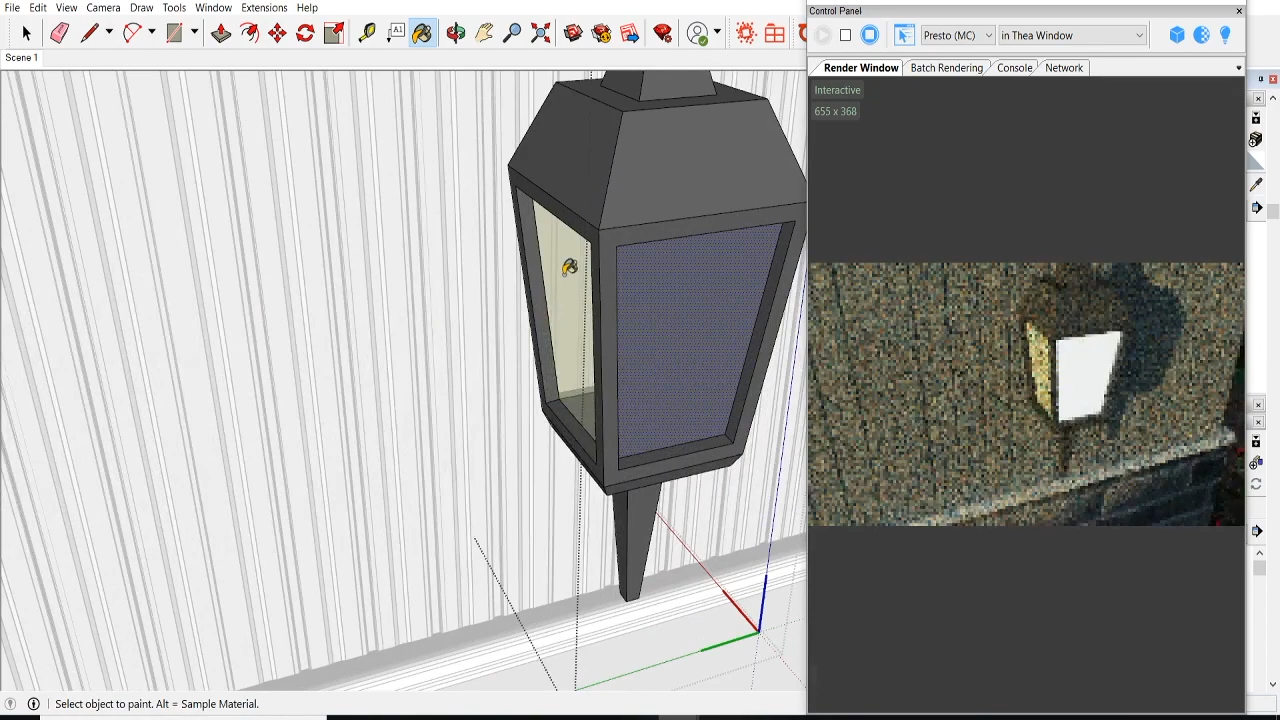 File Edit View Camera Draw Tools Window Extensions Help
Control Panel
A1
Presto (MC)
in Thea Window
Scene 1
Render Window Batch Rendering Console Network
Interactive
655 x 368
Select object to paint. Alt = Sample Material.